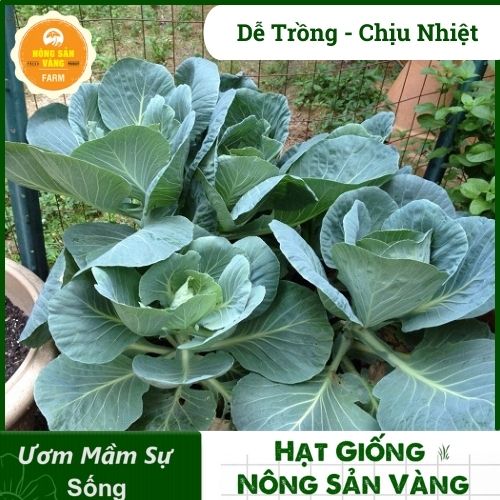 Dễ Trồng - Chịu Nhiệt
NÔNG SẢN
VÀNG
FARM
Ươm Mầm Sự
Sống
HẠT GIỐNG
NÔNG SẢN VÀNG